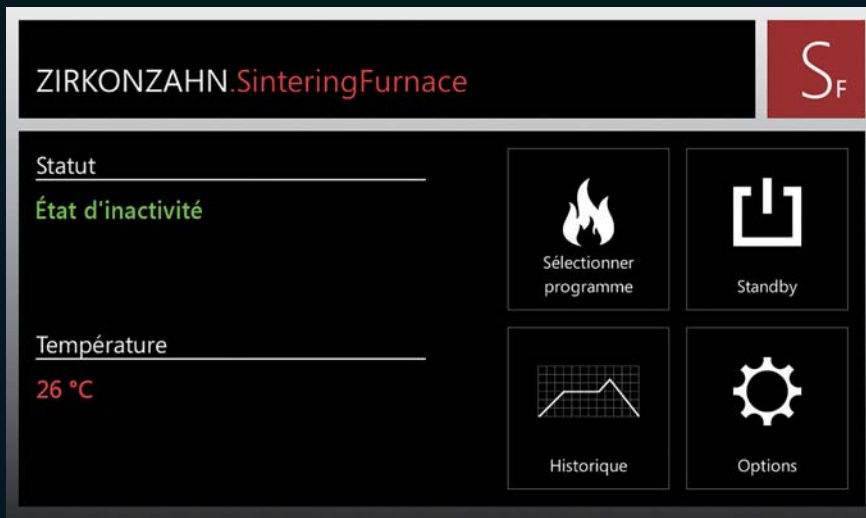 ZIRKONZAHN.SinteringFurnace
SF
Statut
État d'inactivité
Sélectionner
programme
Standby
Température
26 °C
Historique
Options